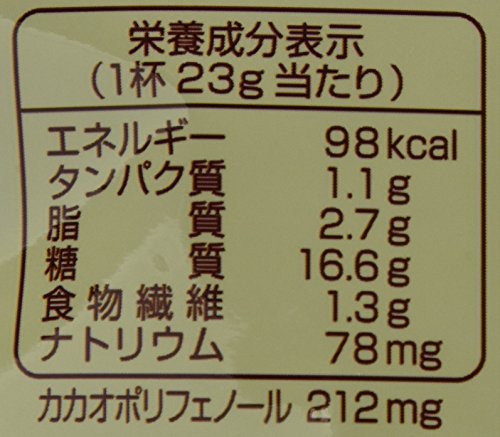 栄養成分表示
(1杯 23g 当たり)
エネルギー 98kcal
タンパク質 1.1g
脂質 2.7g
糖質 16.6g
食物繊維 1.3g
ナトリウム 78mg
カカオポリフェノール 212mg